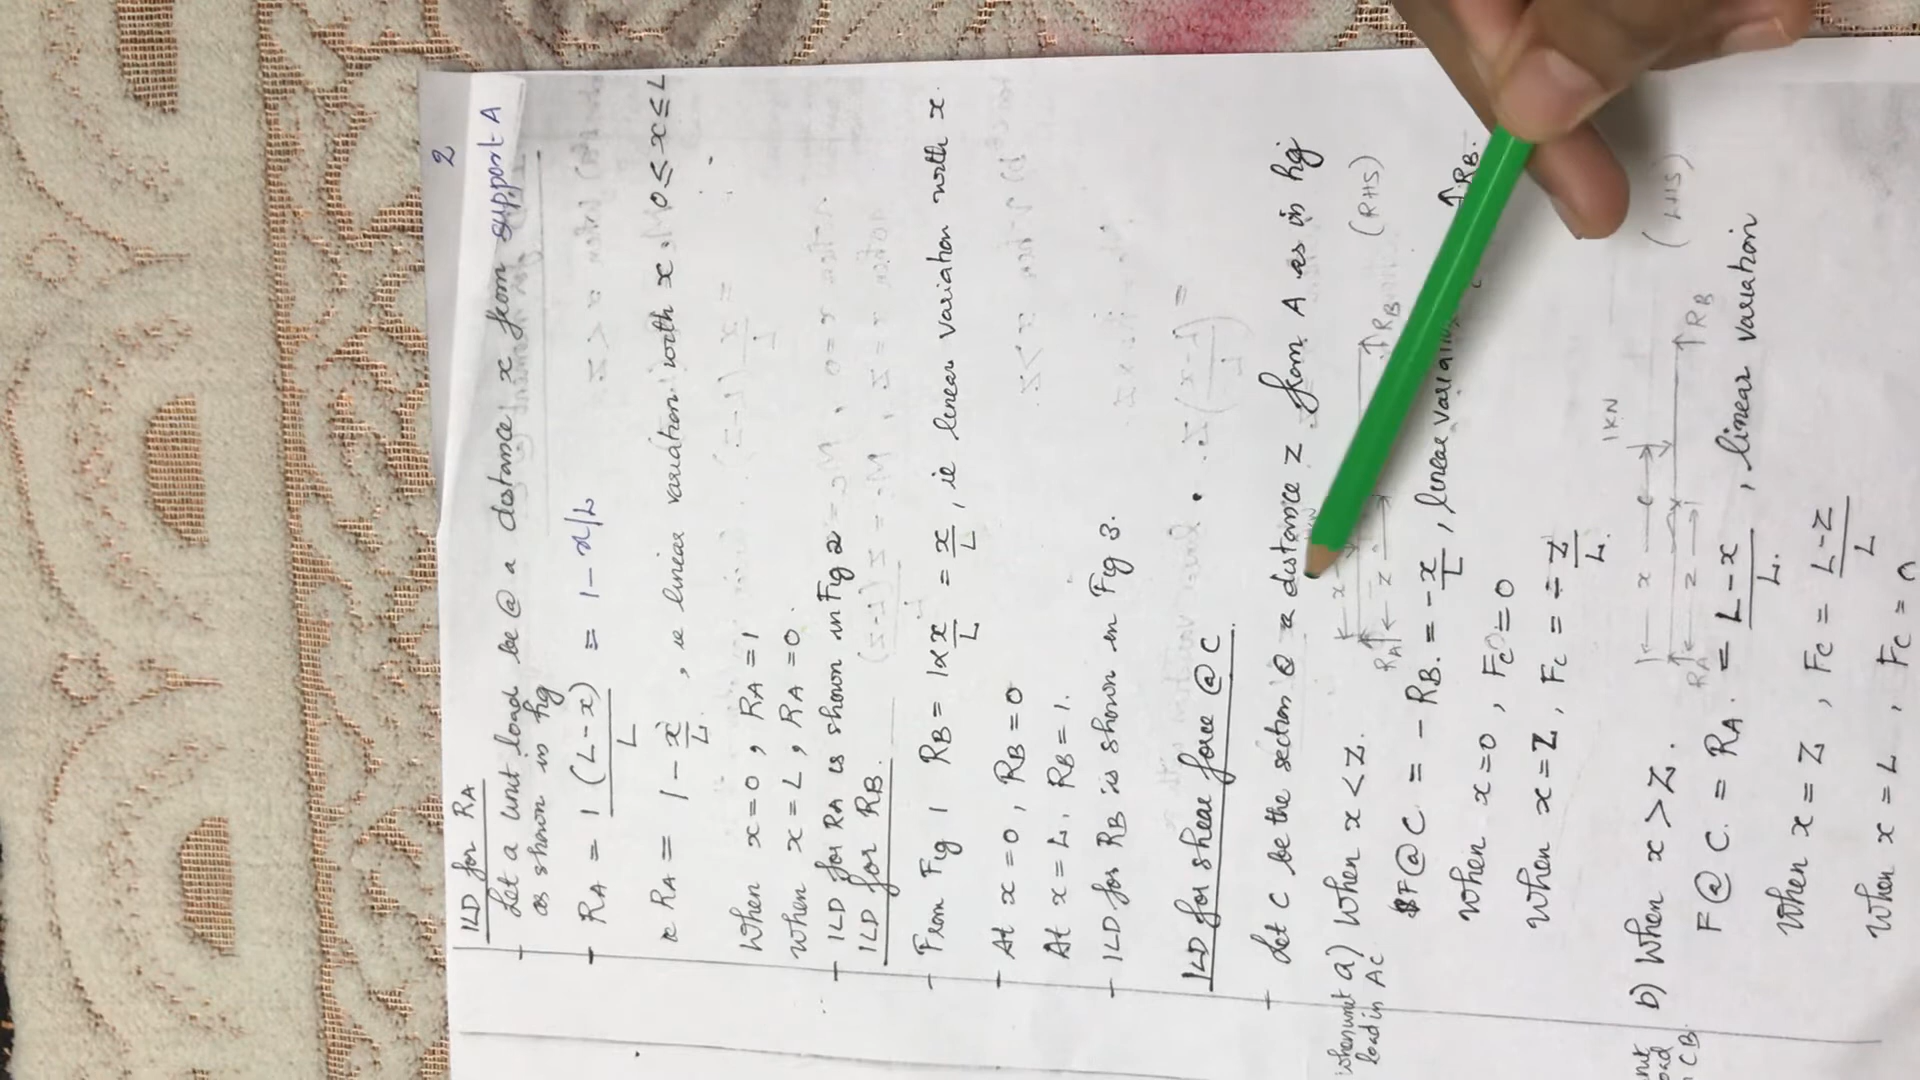 2
ILD for RA
Let a unit load be @ a distance x from support A
as shown in fig
RA = 1 (L-x)/L = 1 - x/L
RA = 1 - x/L, ie linear variation with x, 0 ≤ x ≤ L
When x=0, RA=1
When x=L, RA=0.
ILD for RA is shown in Fig 2
ILD for RB.
From Fig 1 RB = 1×x/L = x/L, ie linear variation with x.
At x=0, RB=0
At x=L, RB=1.
ILD for RB is shown in Fig 3.
ILD for shear force @ C
Let C be the section @ a distance z from A as in fig
when unit load in AC
a) When x<z.
(RHS)
x
z
RA
RB
F@C = -RB = -x/L, linear
RB.
When x=0, Fc=0
When x=z, Fc = -z/L.
b) When x>z.
(LHS)
1KN
x
c
z
RA
RB
F@C = RA. = L-x/L, linear variation
When x=z, Fc = L-z/L
When x=L, Fc =